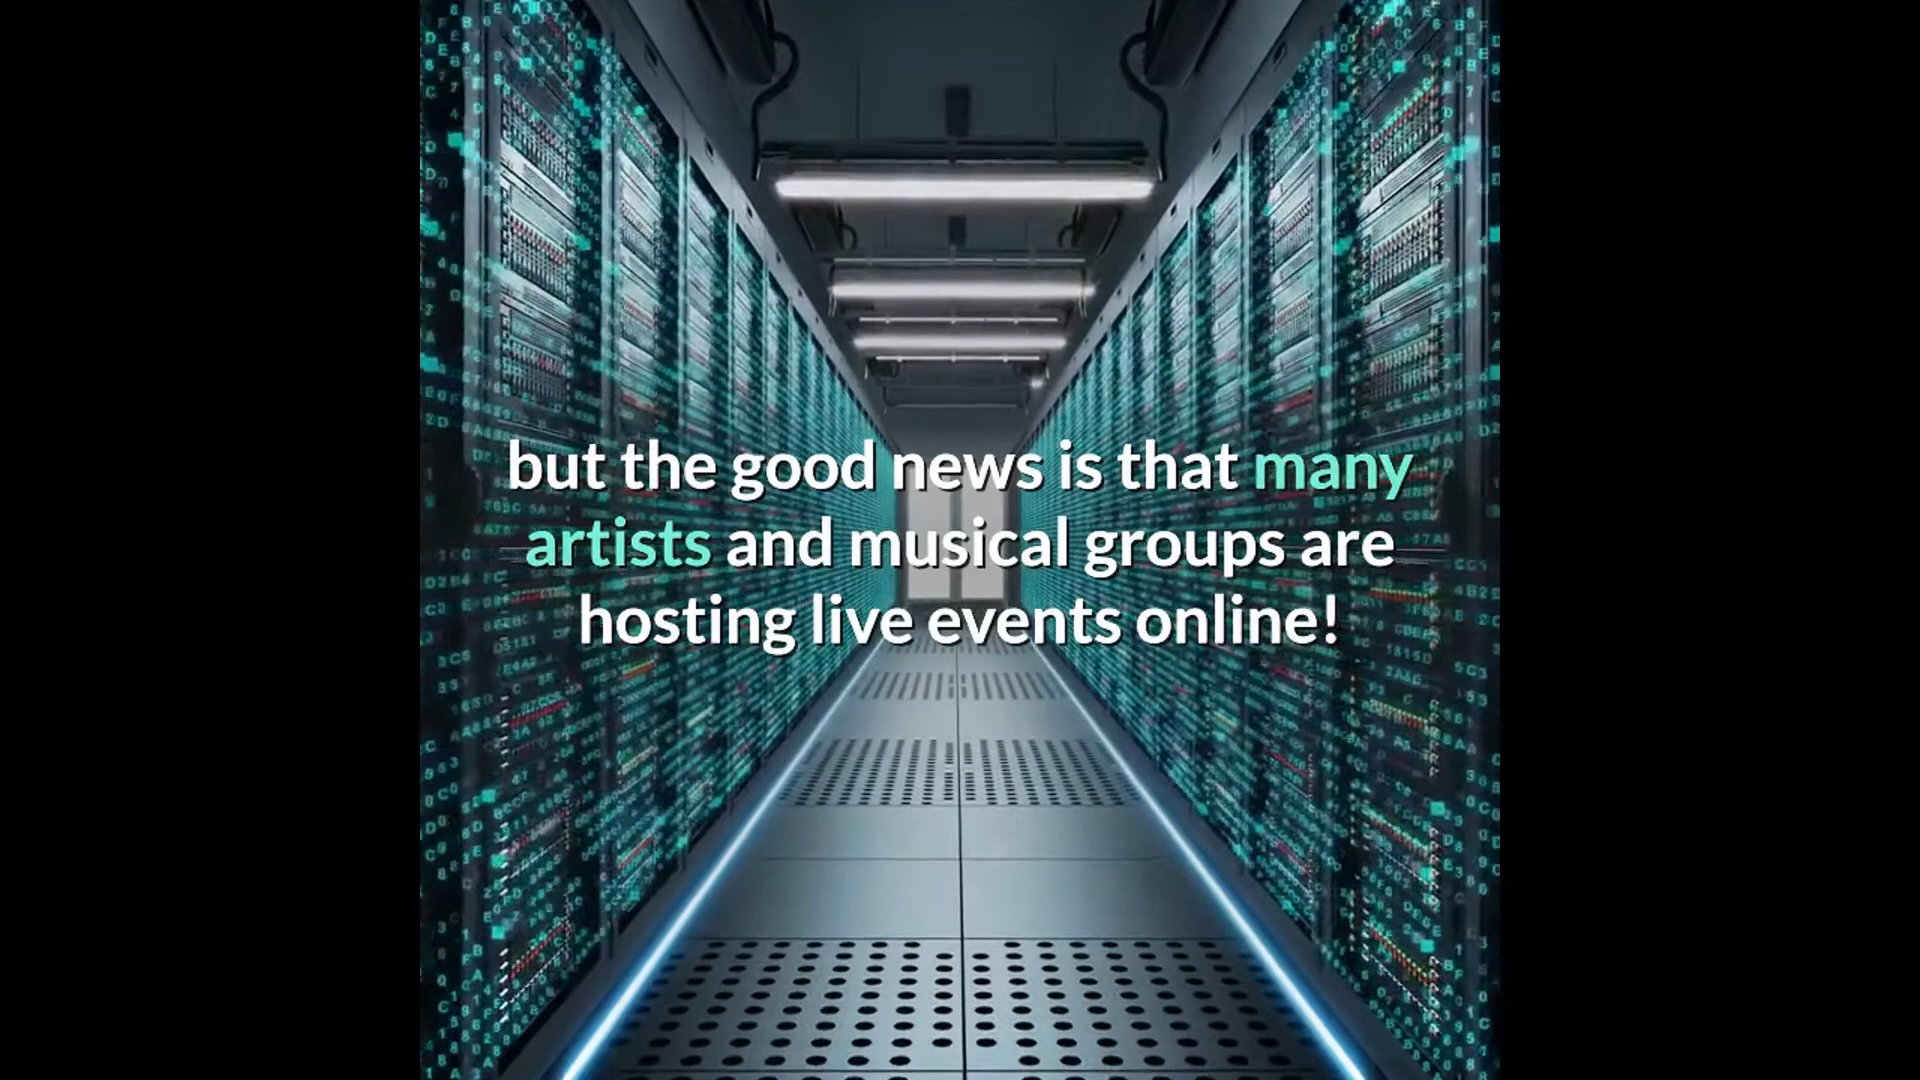 but the good news is that many
artists and musical groups are
hosting live events online!